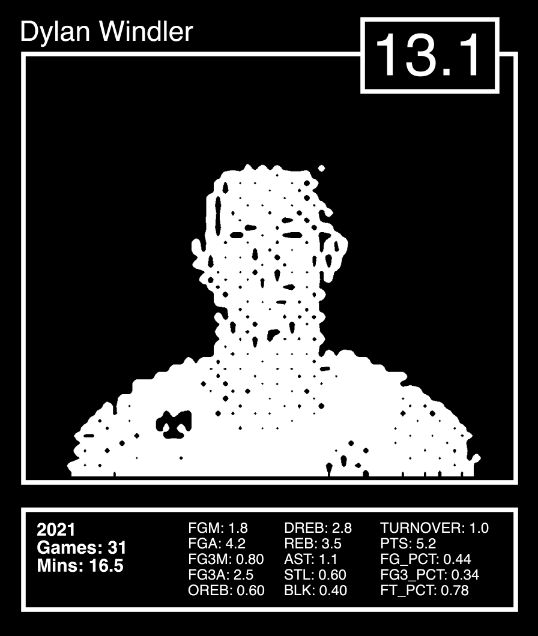 Dylan Windler
13.1
2021
Games: 31
Mins: 16.5
FGM: 1.8
FGA: 4.2
FG3M: 0.80
FG3A: 2.5
OREB: 0.60
DREB: 2.8
REB: 3.5
AST: 1.1
STL: 0.60
BLK: 0.40
TURNOVER: 1.0
PTS: 5.2
FG_PCT: 0.44
FG3_PCT: 0.34
FT_PCT: 0.78